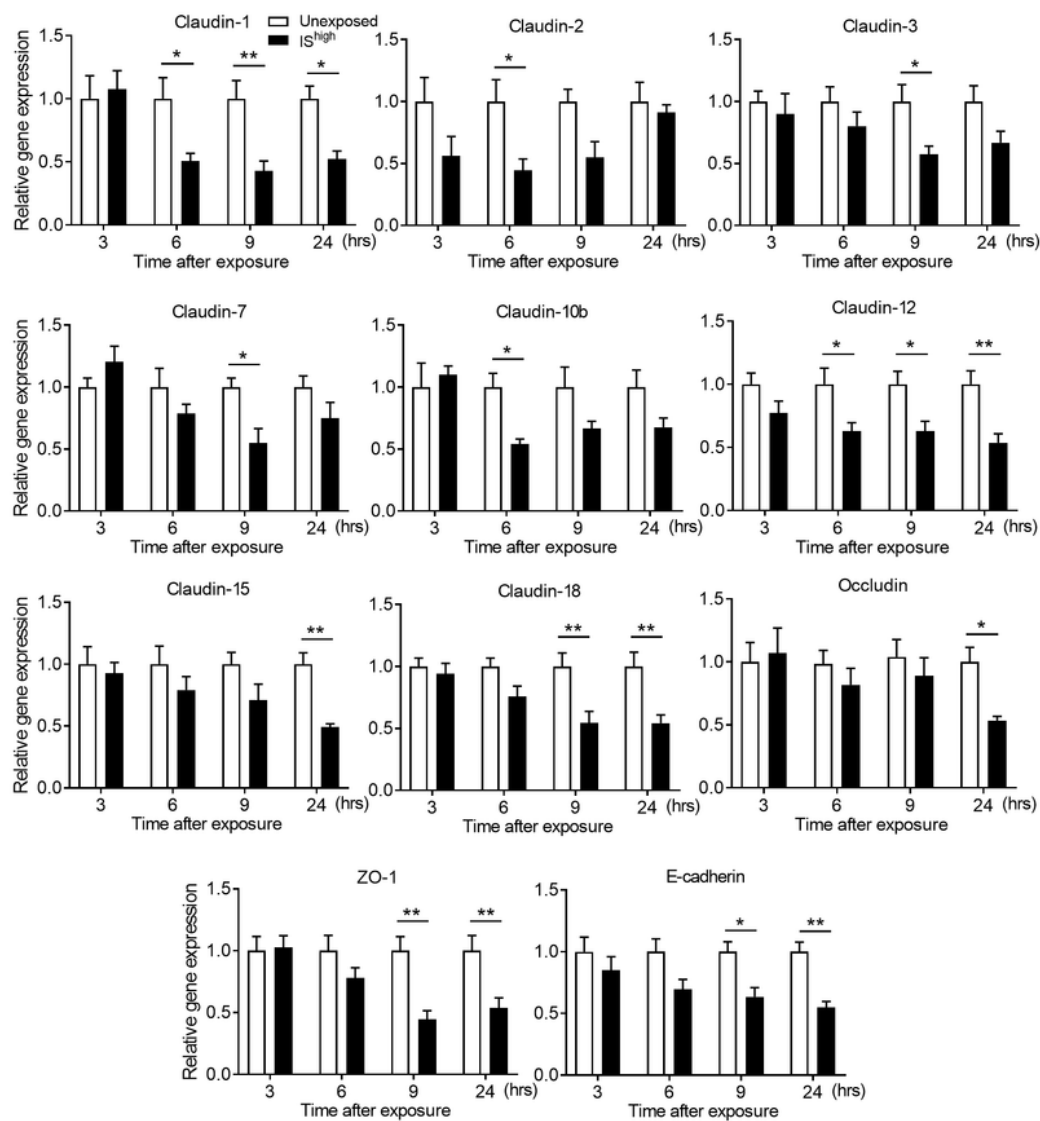 Claudin-1
Unexposed
IS^high
Claudin-2
Claudin-3
Relative gene expression
1.5
1.0
0.5
0.0
* ** *
3 6 9 24 (hrs)
Time after exposure
1.5
1.0
0.5
0.0
*
3 6 9 24 (hrs)
Time after exposure
1.5
1.0
0.5
0.0
*
3 6 9 24 (hrs)
Time after exposure
Claudin-7
Claudin-10b
Claudin-12
Relative gene expression
1.5
1.0
0.5
0.0
*
3 6 9 24 (hrs)
Time after exposure
1.5
1.0
0.5
0.0
*
3 6 9 24 (hrs)
Time after exposure
1.5
1.0
0.5
0.0
* * **
3 6 9 24 (hrs)
Time after exposure
Claudin-15
Claudin-18
Occludin
Relative gene expression
1.5
1.0
0.5
0.0
**
3 6 9 24 (hrs)
Time after exposure
1.5
1.0
0.5
0.0
** **
3 6 9 24 (hrs)
Time after exposure
1.5
1.0
0.5
0.0
*
3 6 9 24 (hrs)
Time after exposure
ZO-1
E-cadherin
Relative gene expression
1.5
1.0
0.5
0.0
** **
3 6 9 24 (hrs)
Time after exposure
1.5
1.0
0.5
0.0
* **
3 6 9 24 (hrs)
Time after exposure